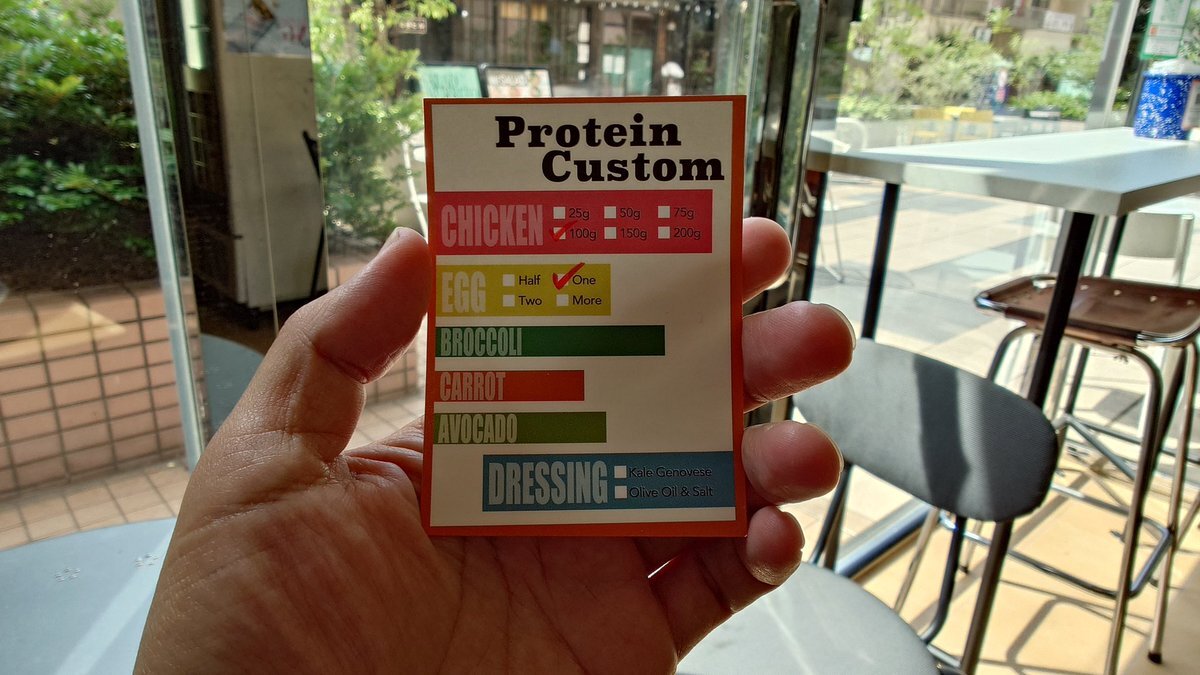 Protein
Custom
CHICKEN 25g 50g 75g
100g 150g 200g
EGG Half One
Two More
BROCCOLI
CARROT
AVOCADO
DRESSING Kale Genovese
Olive Oil & Salt